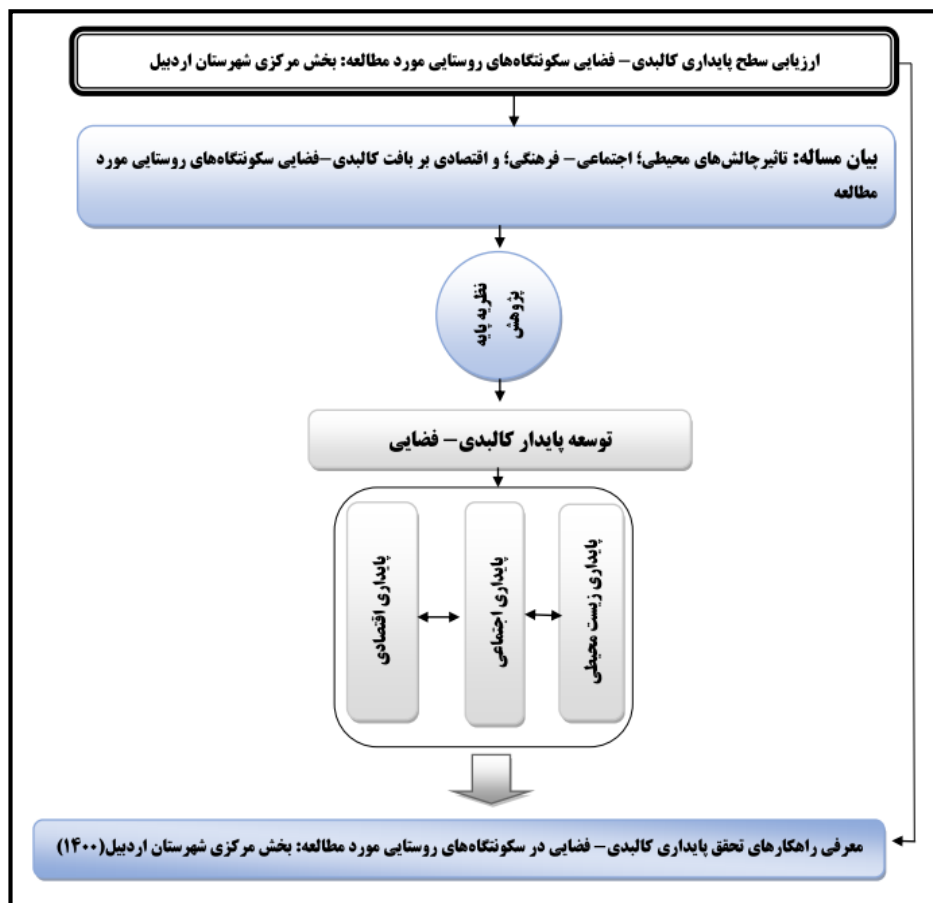 ارزیابی سطح پایداری کالبدی- فضایی سکونتگاه‌های روستایی مورد مطالعه: بخش مرکزی شهرستان اردبیل
بیان مساله: تاثیرچالش‌های محیطی؛ اجتماعی- فرهنگی؛ و اقتصادی بر بافت کالبدی-فضایی سکونتگاه‌های روستایی مورد
مطالعه
نظریه پایه
پژوهش
توسعه پایدار کالبدی- فضایی
پایداری زیست محیطی
پایداری اجتماعی
پایداری اقتصادی
معرفی راهکارهای تحقق پایداری کالبدی- فضایی در سکونتگاه‌های روستایی مورد مطالعه: بخش مرکزی شهرستان اردبیل(۱۴۰۰)